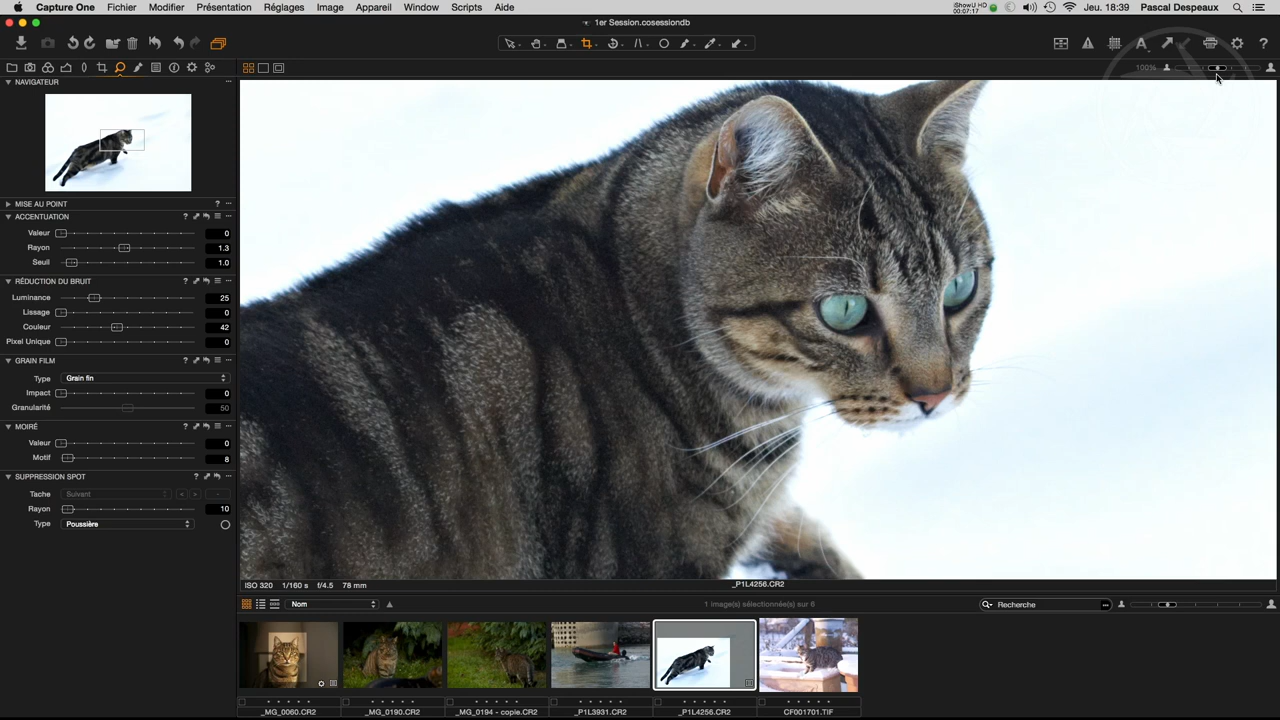 Capture One Fichier Modifier Présentation Réglages Image Appareil Window Scripts Aide
iShowU HD
00:07:17
Jeu. 18:39 Pascal Despeaux
1er Session.cosessiondb
100%
NAVIGATEUR
MISE AU POINT
ACCENTUATION
Valeur 0
Rayon 1.3
Seuil 1.0
RÉDUCTION DU BRUIT
Luminance 25
Lissage 0
Couleur 42
Pixel Unique 0
GRAIN FILM
Type Grain fin
Impact 0
Granularité 50
MOIRÉ
Valeur 0
Motif 8
SUPPRESSION SPOT
Tache Suivant
Rayon 10
Type Poussière
ISO 320 1/160 s f/4.5 78 mm
_P1L4256.CR2
Nom
1 image(s) sélectionnée(s) sur 6
Recherche
_MG_0060.CR2
_MG_0190.CR2
_MG_0194 - copie.CR2
_P1L3931.CR2
_P1L4256.CR2
CF001701.TIF